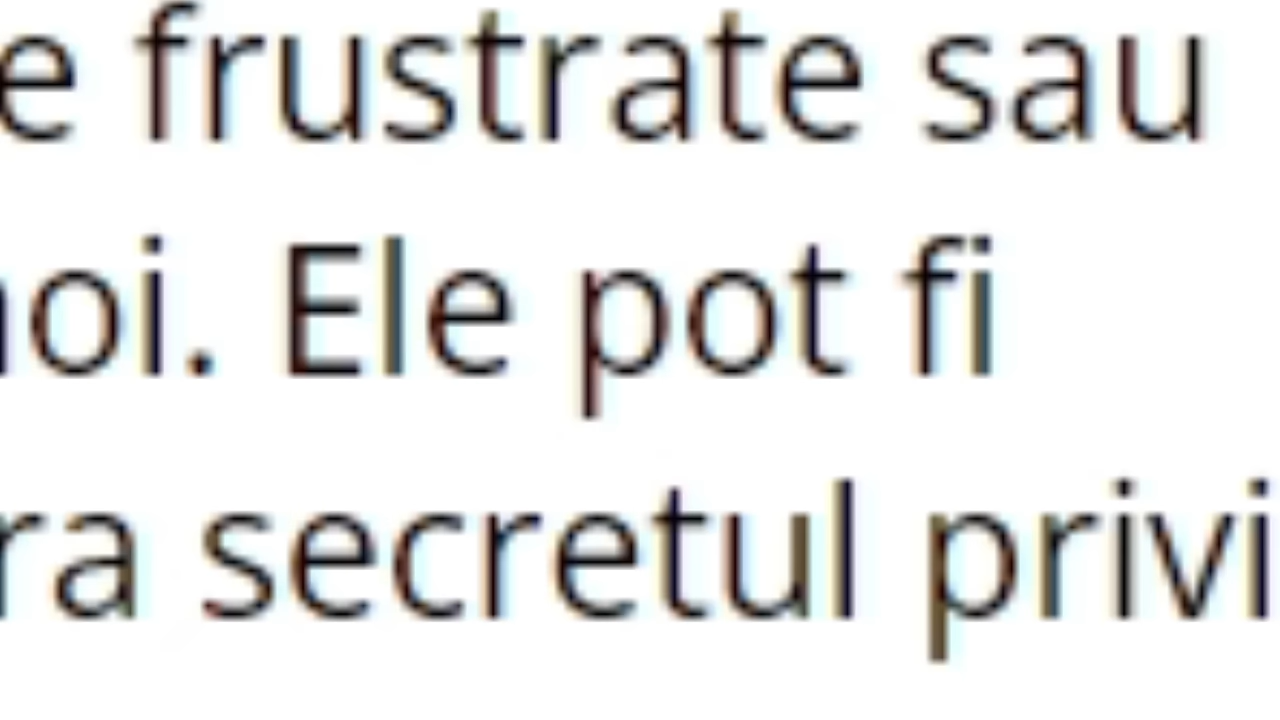 e frustrate sau
oi. Ele pot fi
ra secretul privi